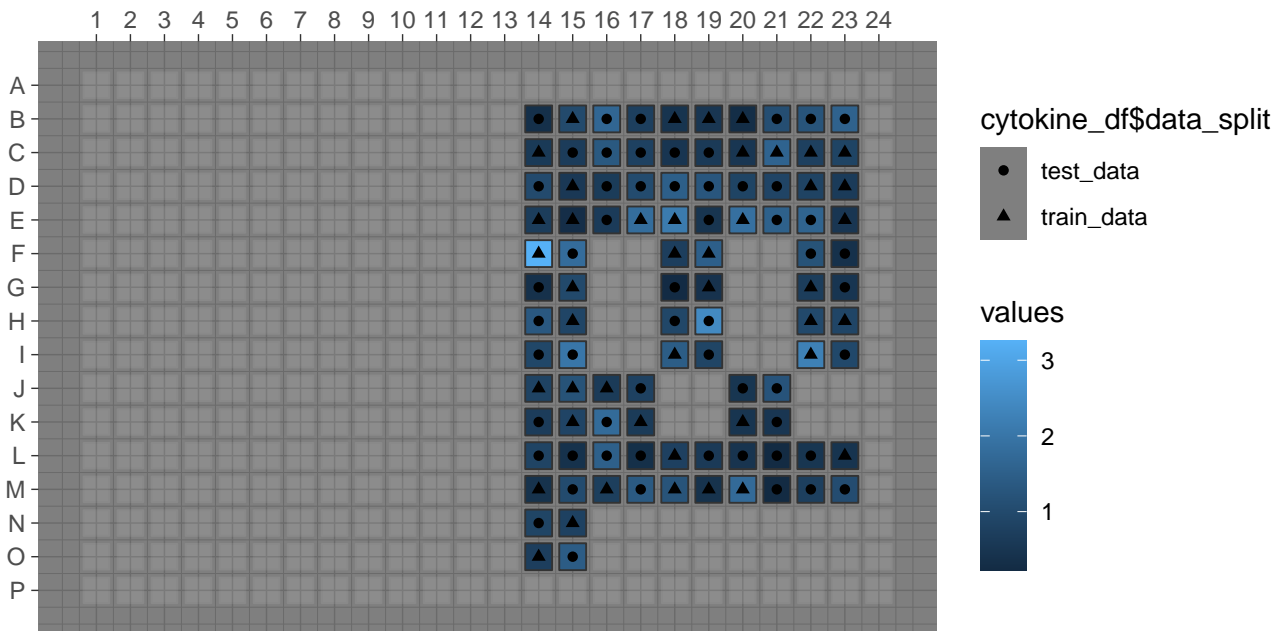 1 2 3 4 5 6 7 8 9 10 11 12 13 14 15 16 17 18 19 20 21 22 23 24
A
B
C
D
E
F
G
H
I
J
K
L
M
N
O
P
cytokine_df$data_split
test_data
train_data
values
3
2
1